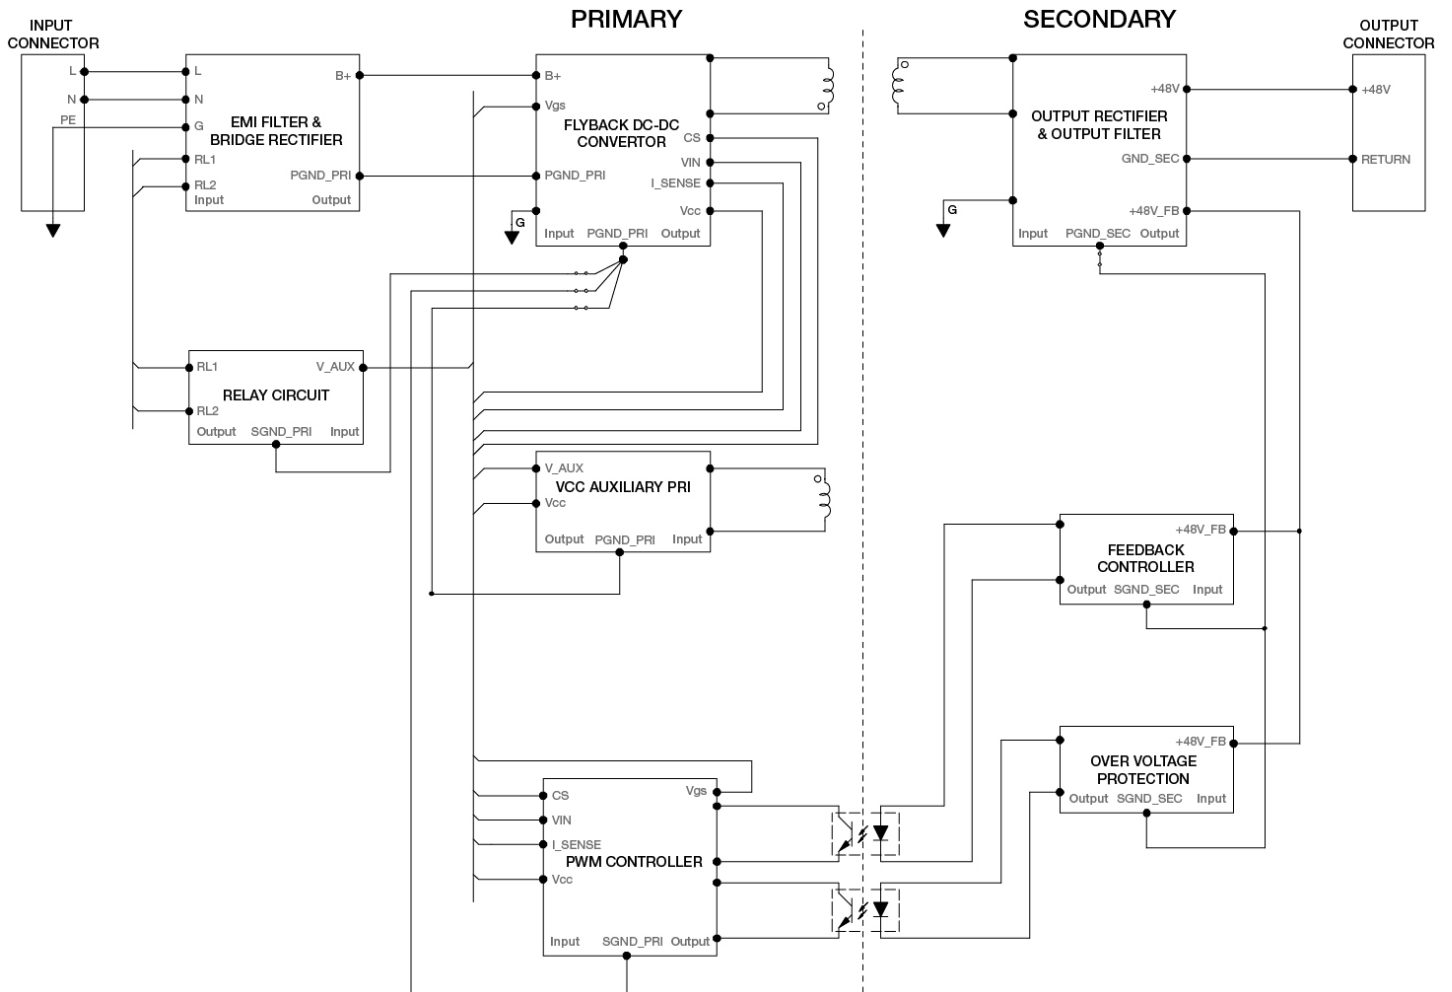 PRIMARY
SECONDARY
INPUT
CONNECTOR
L
N
PE
L
N
G
RL1
RL2
Input
EMI FILTER &
BRIDGE RECTIFIER
B+
PGND_PRI
Output
B+
Vgs
FLYBACK DC-DC
CONVERTOR
PGND_PRI
G
Input
PGND_PRI
Output
CS
VIN
I_SENSE
Vcc
OUTPUT RECTIFIER
& OUTPUT FILTER
+48V
GND_SEC
+48V_FB
G
Input
PGND_SEC
Output
OUTPUT
CONNECTOR
+48V
RETURN
RL1
V_AUX
RELAY CIRCUIT
RL2
Output
SGND_PRI
Input
V_AUX
VCC AUXILIARY PRI
Vcc
Output
PGND_PRI
Input
+48V_FB
FEEDBACK
CONTROLLER
Output
SGND_SEC
Input
+48V_FB
OVER VOLTAGE
PROTECTION
Output
SGND_SEC
Input
Vgs
CS
VIN
I_SENSE
PWM CONTROLLER
Vcc
Input
SGND_PRI
Output